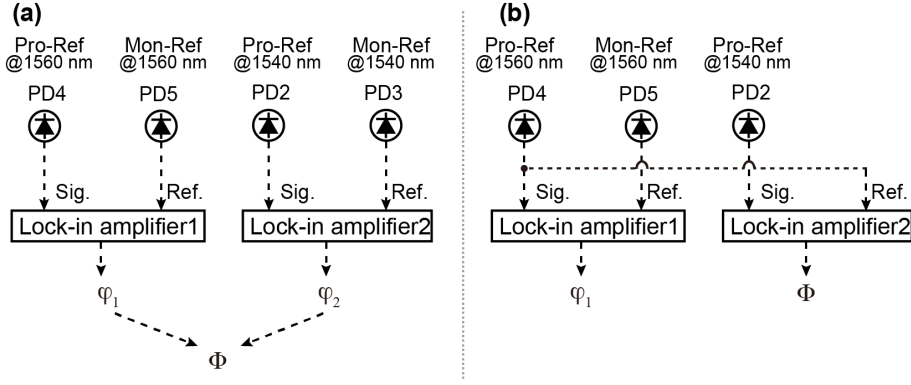 (a)
Pro-Ref Mon-Ref Pro-Ref Mon-Ref
@1560 nm @1560 nm @1540 nm @1540 nm
PD4 PD5 PD2 PD3
Sig. Ref. Sig. Ref.
Lock-in amplifier1 Lock-in amplifier2
φ1 φ2
Φ
(b)
Pro-Ref Mon-Ref Pro-Ref
@1560 nm @1560 nm @1540 nm
PD4 PD5 PD2
Sig. Ref. Sig. Ref.
Lock-in amplifier1 Lock-in amplifier2
φ1 Φ